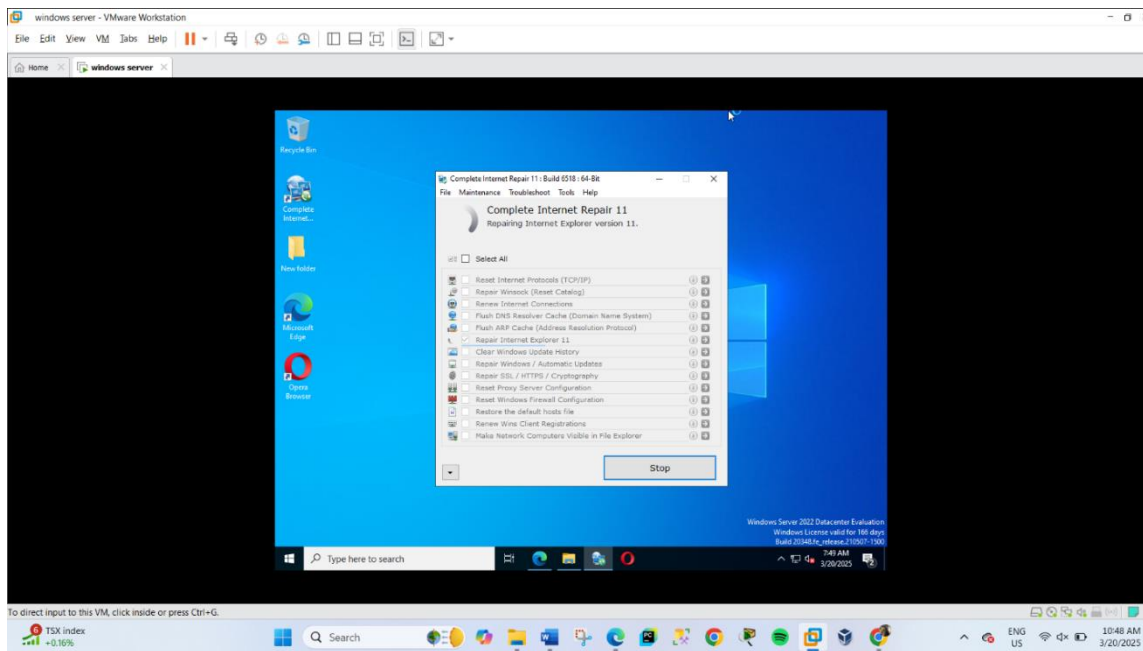 windows server - VMware Workstation
File Edit View VM Tabs Help
Home
windows server
Recycle Bin
Complete
Internet...
New folder
Microsoft
Edge
Opera
Browser
Complete Internet Repair 11 : Build 6518 : 64-Bit
File Maintenance Troubleshoot Tools Help
Complete Internet Repair 11
Repairing Internet Explorer version 11.
Select All
Reset Internet Protocols (TCP/IP)
Repair Winsock (Reset Catalog)
Renew Internet Connections
Flush DNS Resolver Cache (Domain Name System)
Flush ARP Cache (Address Resolution Protocol)
Repair Internet Explorer 11
Clear Windows Update History
Repair Windows / Automatic Updates
Repair SSL / HTTPS / Cryptography
Reset Proxy Server Configuration
Reset Windows Firewall Configuration
Restore the default hosts file
Renew Wins Client Registrations
Make Network Computers Visible in File Explorer
Stop
Windows Server 2022 Datacenter Evaluation
Windows License valid for 166 days
Build 20348.fe_release.210507-1500
Type here to search
7:49 AM
3/20/2025
2
To direct input to this VM, click inside or press Ctrl+G.
6
TSX index
+0.16%
Search
ENG
US
10:48 AM
3/20/2025